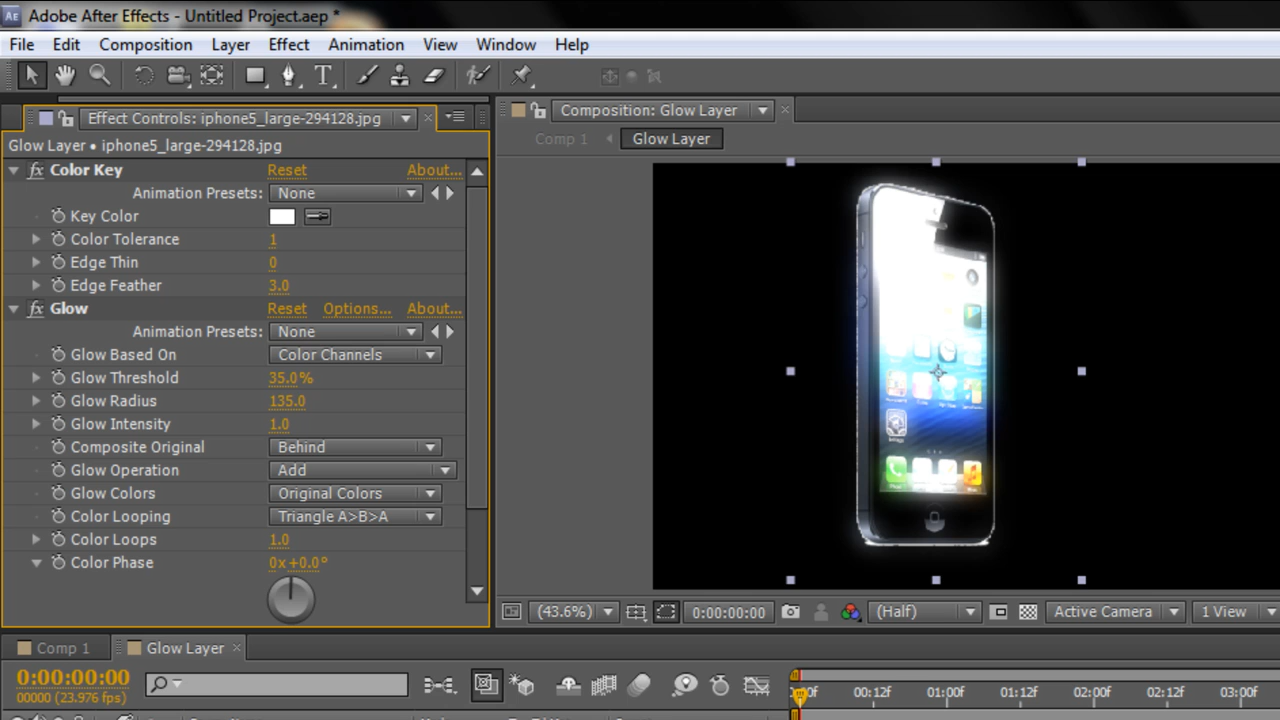 Ae Adobe After Effects - Untitled Project.aep *
File Edit Composition Layer Effect Animation View Window Help
T
Effect Controls: iphone5_large-294128.jpg
Composition: Glow Layer
Comp 1 Glow Layer
Glow Layer • iphone5_large-294128.jpg
fx Color Key Reset About...
Animation Presets: None
Key Color
Color Tolerance 1
Edge Thin 0
Edge Feather 3.0
fx Glow Reset Options... About...
Animation Presets: None
Glow Based On Color Channels
Glow Threshold 35.0%
Glow Radius 135.0
Glow Intensity 1.0
Composite Original Behind
Glow Operation Add
Glow Colors Original Colors
Color Looping Triangle A>B>A
Color Loops 1.0
Color Phase 0x+0.0°
(43.6%) 0:00:00:00 (Half) Active Camera 1 View
Comp 1 Glow Layer
0:00:00:00
00000 (23.976 fps)
00:12f 01:00f 01:12f 02:00f 02:12f 03:00f